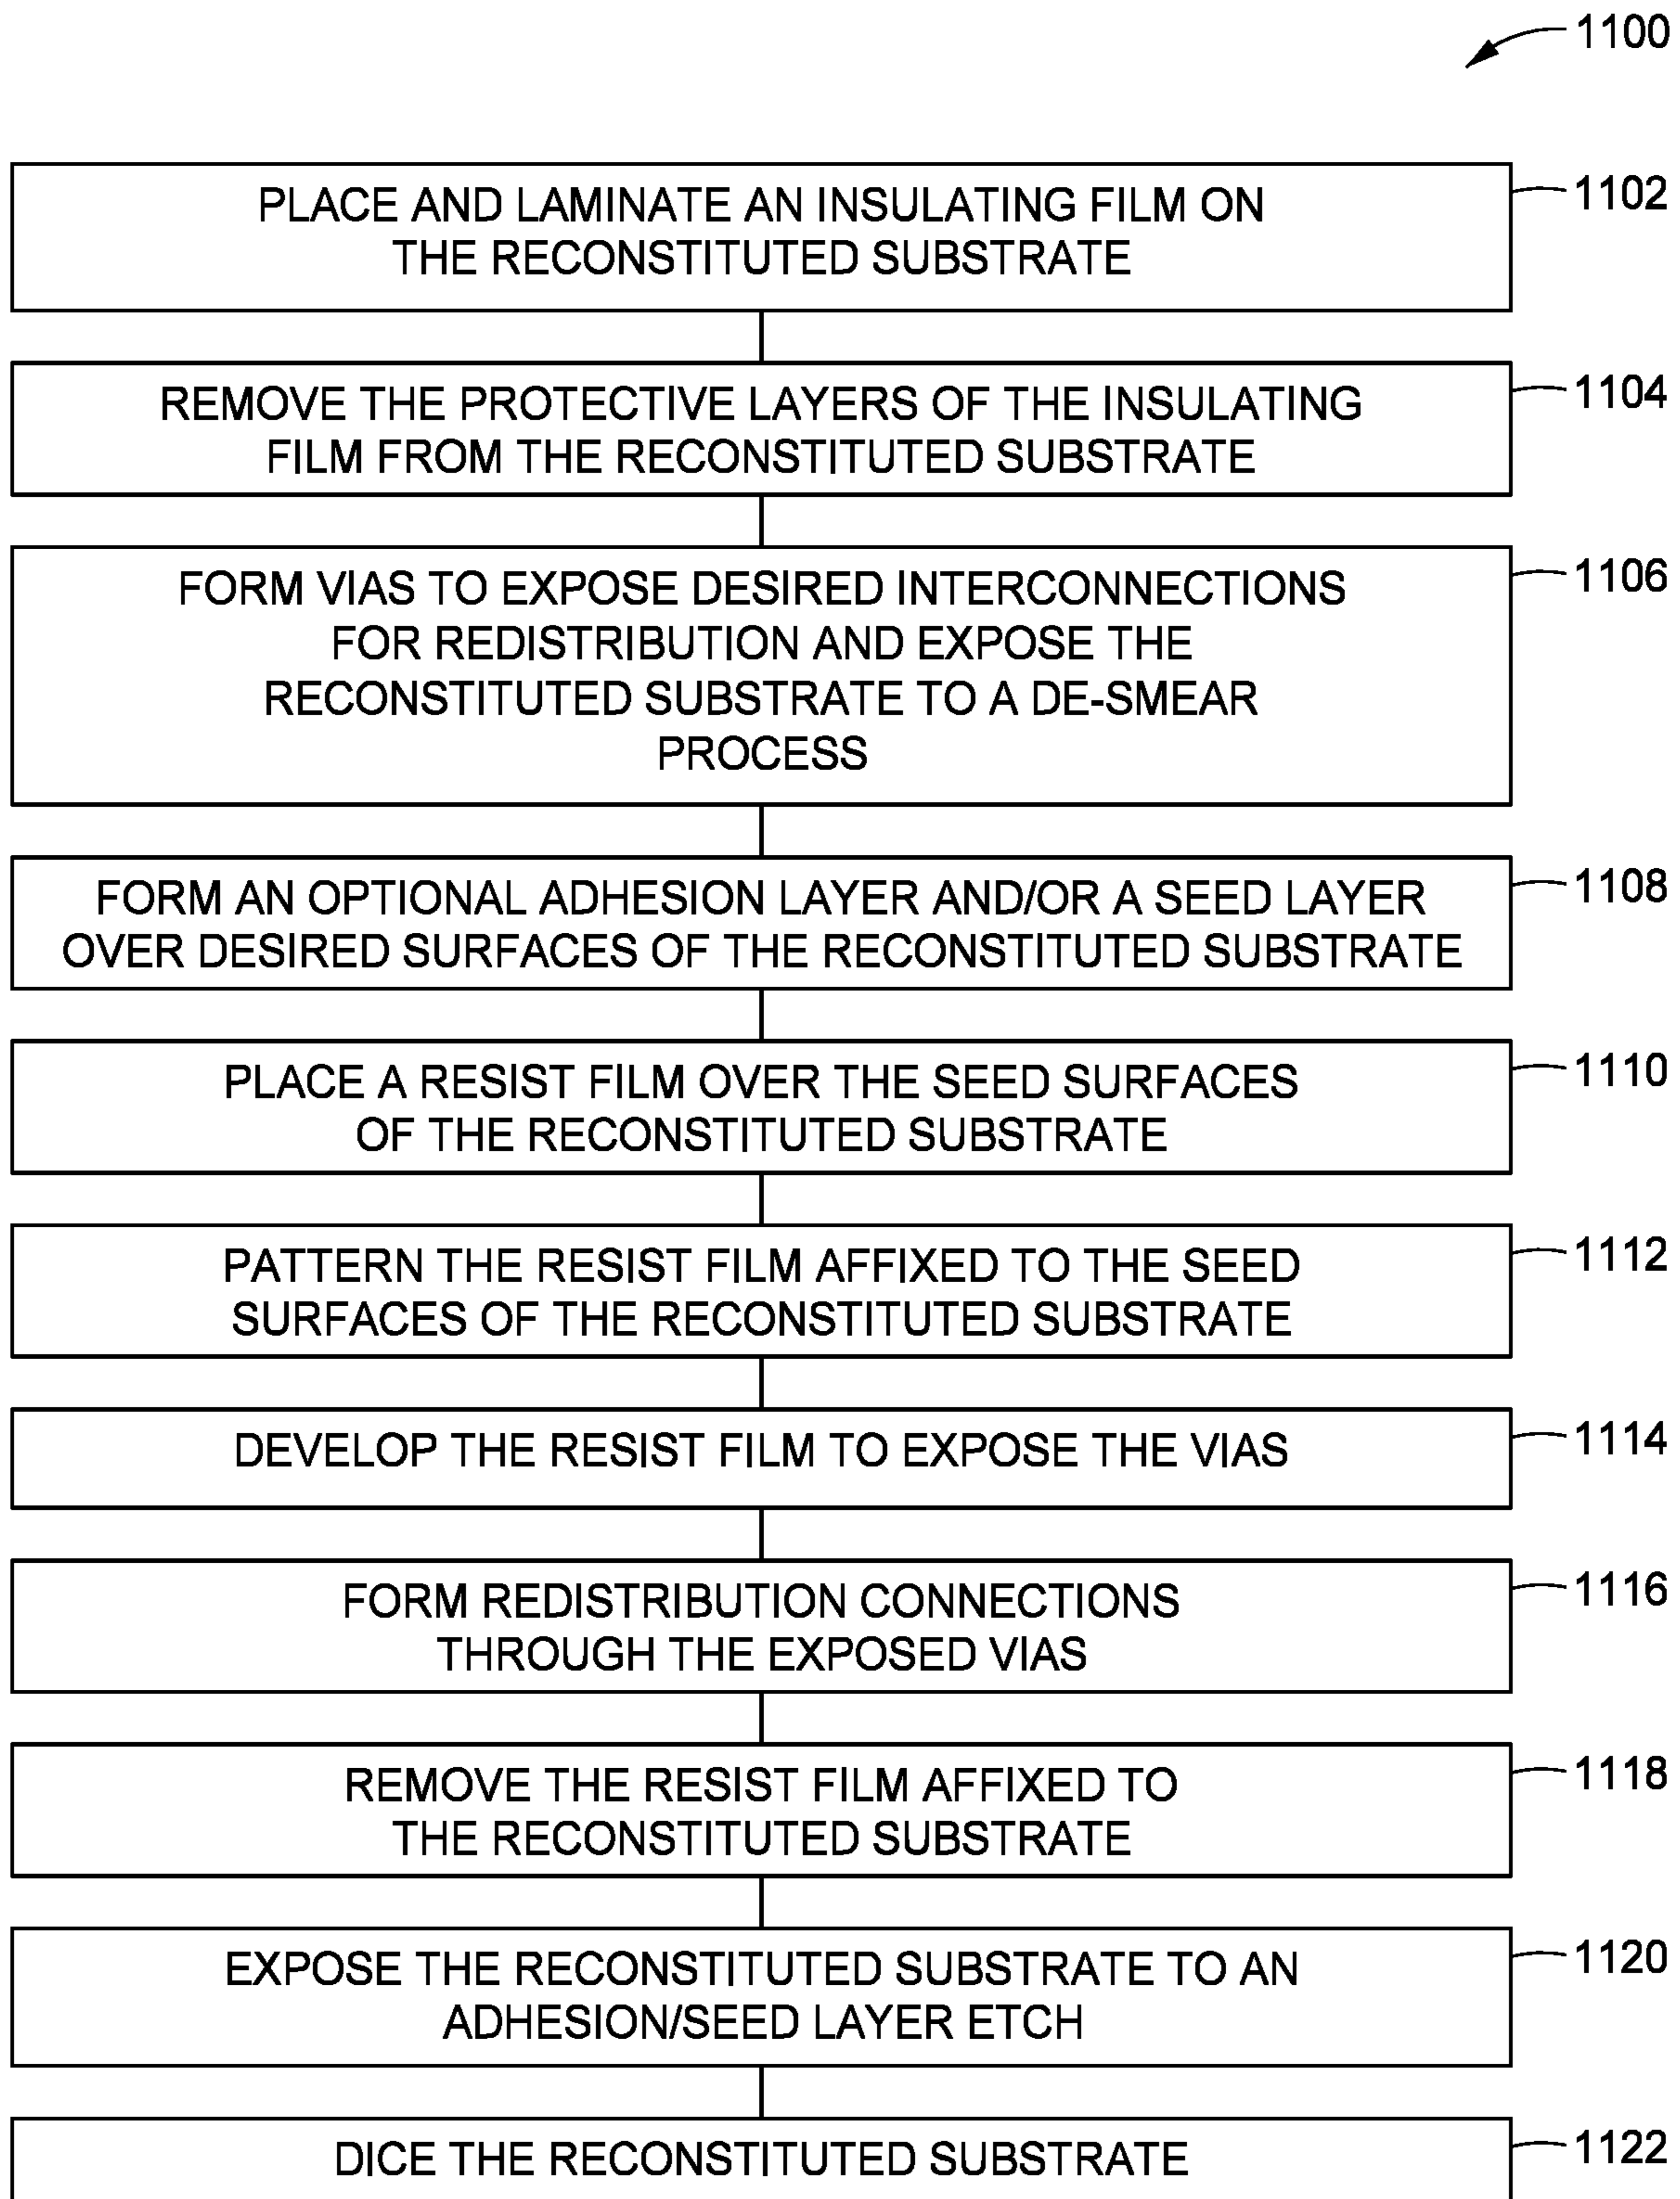 1100
PLACE AND LAMINATE AN INSULATING FILM ON
THE RECONSTITUTED SUBSTRATE
1102
REMOVE THE PROTECTIVE LAYERS OF THE INSULATING
FILM FROM THE RECONSTITUTED SUBSTRATE
1104
FORM VIAS TO EXPOSE DESIRED INTERCONNECTIONS
FOR REDISTRIBUTION AND EXPOSE THE
RECONSTITUTED SUBSTRATE TO A DE-SMEAR
PROCESS
1106
FORM AN OPTIONAL ADHESION LAYER AND/OR A SEED LAYER
OVER DESIRED SURFACES OF THE RECONSTITUTED SUBSTRATE
1108
PLACE A RESIST FILM OVER THE SEED SURFACES
OF THE RECONSTITUTED SUBSTRATE
1110
PATTERN THE RESIST FILM AFFIXED TO THE SEED
SURFACES OF THE RECONSTITUTED SUBSTRATE
1112
DEVELOP THE RESIST FILM TO EXPOSE THE VIAS
1114
FORM REDISTRIBUTION CONNECTIONS
THROUGH THE EXPOSED VIAS
1116
REMOVE THE RESIST FILM AFFIXED TO
THE RECONSTITUTED SUBSTRATE
1118
EXPOSE THE RECONSTITUTED SUBSTRATE TO AN
ADHESION/SEED LAYER ETCH
1120
DICE THE RECONSTITUTED SUBSTRATE
1122